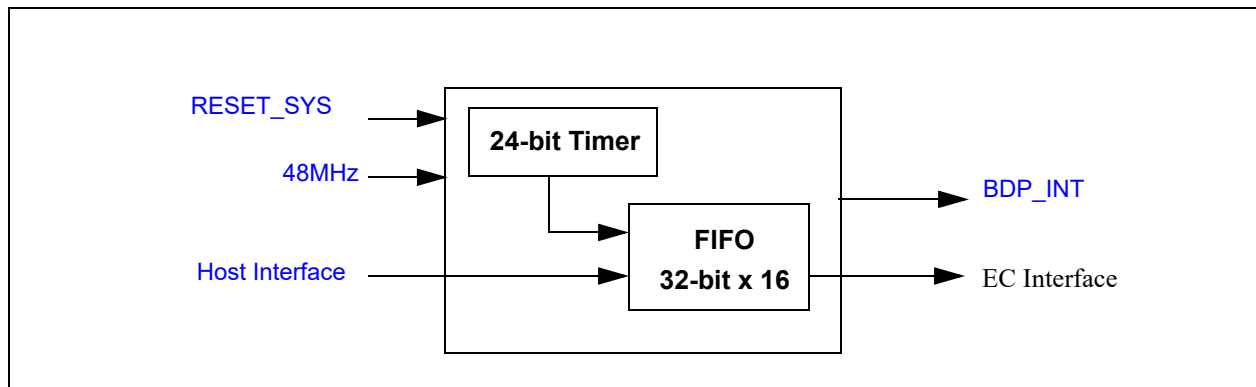 RESET_SYS
24-bit Timer
48MHz
BDP_INT
FIFO
32-bit x 16
Host Interface
EC Interface